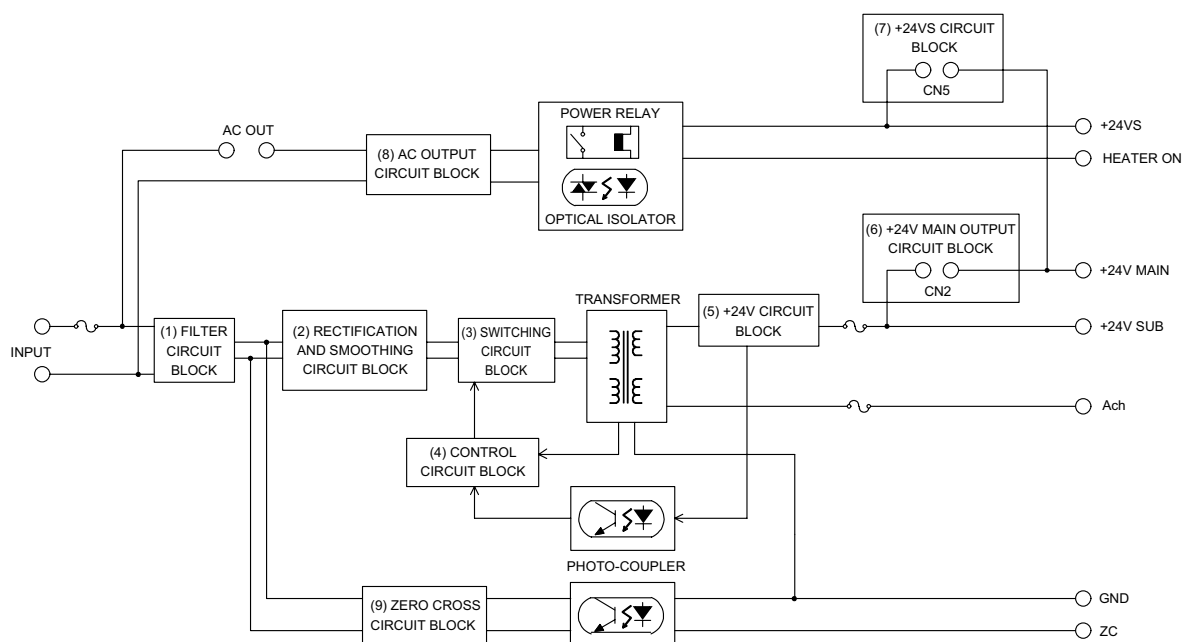 (7) +24VS CIRCUIT
BLOCK
CN5
POWER RELAY
+24VS
AC OUT
(8) AC OUTPUT
CIRCUIT BLOCK
HEATER ON
OPTICAL ISOLATOR
(6) +24V MAIN OUTPUT
CIRCUIT BLOCK
+24V MAIN
CN2
TRANSFORMER
(5) +24V CIRCUIT
BLOCK
+24V SUB
INPUT
(1) FILTER
CIRCUIT
BLOCK
(2) RECTIFICATION
AND SMOOTHING
CIRCUIT BLOCK
(3) SWITCHING
CIRCUIT
BLOCK
Ach
(4) CONTROL
CIRCUIT BLOCK
PHOTO-COUPLER
(9) ZERO CROSS
CIRCUIT BLOCK
GND
ZC